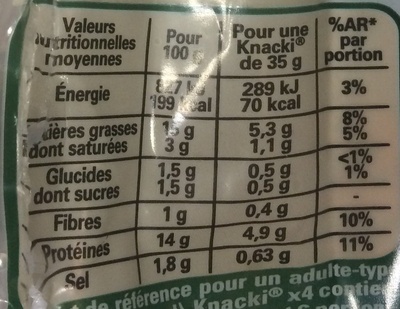 Valeurs
nutritionnelles
moyennes
Pour
100 g
Pour une
Knacki®
de 35 g
%AR*
par
portion
Énergie
199 kcal
289 kJ
70 kcal
3%
grasses
dont saturées
3 g
5,3 g
1,1 g
8%
5%
Glucides
dont sucres
1,5 g
1,5 g
0,5 g
0,5 g
<1%
1%
Fibres
1 g
0,4 g
-
Protéines
14 g
4,9 g
10%
Sel
1,8 g
0,63 g
11%
de référence pour un adulte-typ
Knacki® x4 contie